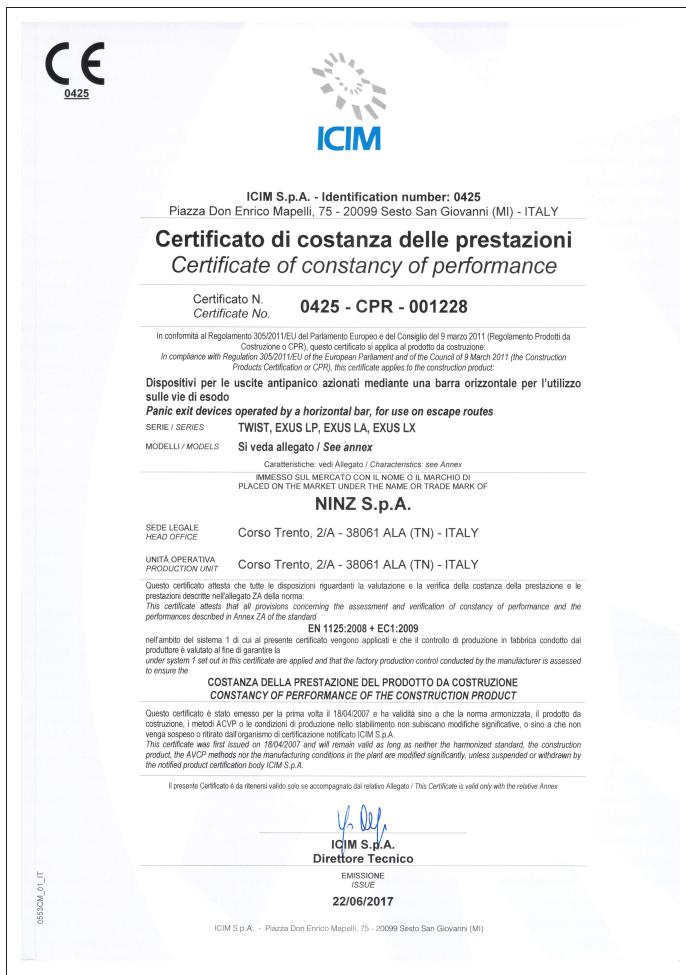 CE
0425
ICIM
ICIM S.p.A. - Identification number: 0425
Piazza Don Enrico Mapelli, 75 - 20099 Sesto San Giovanni (MI) - ITALY
Certificato di costanza delle prestazioni
Certificate of constancy of performance
Certificato N.
Certificate No.
0425 - CPR - 001228
In conformità al Regolamento 305/2011/EU del Parlamento Europeo e del Consiglio del 9 marzo 2011 (Regolamento Prodotti da
Costruzione o CPR), questo certificato si applica al prodotto da costruzione:
In compliance with Regulation 305/2011/EU of the European Parliament and of the Council of 9 March 2011 (the Construction
Products Certification or CPR), this certificate applies to the construction product:
Dispositivi per le uscite antipanico azionati mediante una barra orizzontale per l'utilizzo
sulle vie di esodo
Panic exit devices operated by a horizontal bar, for use on escape routes
SERIE / SERIES TWIST, EXUS LP, EXUS LA, EXUS LX
MODELLI / MODELS Si veda allegato / See annex
Caratteristiche: vedi Allegato / Characteristics: see Annex
IMMESSO SUL MERCATO CON IL NOME O IL MARCHIO DI
PLACED ON THE MARKET UNDER THE NAME OR TRADE MARK OF
NINZ S.p.A.
SEDE LEGALE
HEAD OFFICE
Corso Trento, 2/A - 38061 ALA (TN) - ITALY
UNITÀ OPERATIVA
PRODUCTION UNIT
Corso Trento, 2/A - 38061 ALA (TN) - ITALY
Questo certificato attesta che tutte le disposizioni riguardanti la valutazione e la verifica della costanza della prestazione e le
prestazioni descritte nell'allegato ZA della norma:
This certificate attests that all provisions concerning the assessment and verification of constancy of performance and the
performances described in Annex ZA of the standard
EN 1125:2008 + EC1:2009
nell'ambito del sistema 1 di cui al presente certificato vengono applicati e che il controllo di produzione in fabbrica condotto dal
produttore è valutato al fine di garantire la
under system 1 set out in this certificate are applied and that the factory production control conducted by the manufacturer is assessed
to ensure the
COSTANZA DELLA PRESTAZIONE DEL PRODOTTO DA COSTRUZIONE
CONSTANCY OF PERFORMANCE OF THE CONSTRUCTION PRODUCT
Questo certificato è stato emesso per la prima volta il 18/04/2007 e ha validità sino a che la norma armonizzata, il prodotto da
costruzione, i metodi ACVP o le condizioni di produzione nello stabilimento non subiscano modifiche significative, o sino a che non
venga sospeso o ritirato dall'organismo di certificazione notificato ICIM S.p.A.
This certificate was first issued on 18/04/2007 and will remain valid as long as neither the harmonized standard, the construction
product, the AVCP methods nor the manufacturing conditions in the plant are modified significantly, unless suspended or withdrawn by
the notified product certification body ICIM S.p.A.
Il presente Certificato è da ritenersi valido solo se accompagnato dal relativo Allegato / This Certificate is valid only with the relative Annex
ICIM S.p.A.
Direttore Tecnico
EMISSIONE
ISSUE
22/06/2017
0553CM_01_IT
ICIM S.p.A. - Piazza Don Enrico Mapelli, 75 - 20099 Sesto San Giovanni (MI)